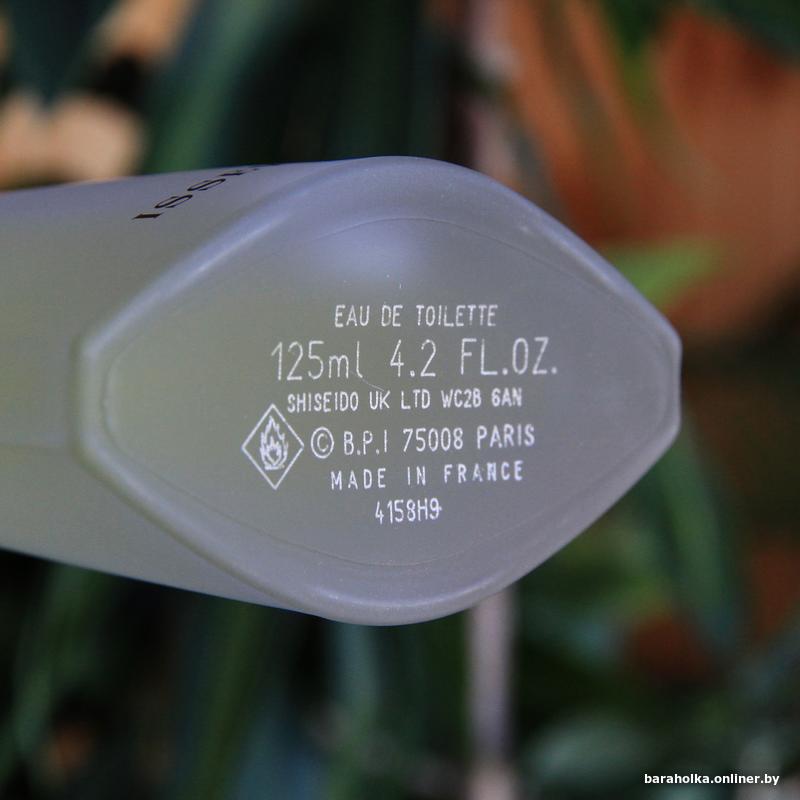 ISSEY
EAU DE TOILETTE
125ml 4.2 FL.OZ.
SHISEIDO UK LTD WC2B 6AN
© B.P.I 75008 PARIS
MADE IN FRANCE
4158H9
baraholka.onliner.by